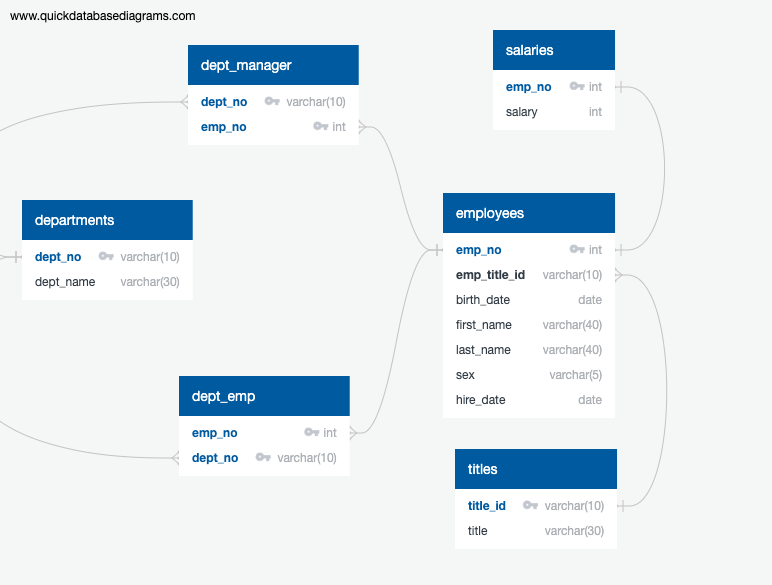 www.quickdatabasediagrams.com
dept_manager
dept_no varchar(10)
emp_no int
salaries
emp_no int
salary int
departments
dept_no varchar(10)
dept_name varchar(30)
employees
emp_no int
emp_title_id varchar(10)
birth_date date
first_name varchar(40)
last_name varchar(40)
sex varchar(5)
hire_date date
dept_emp
emp_no int
dept_no varchar(10)
titles
title_id varchar(10)
title varchar(30)